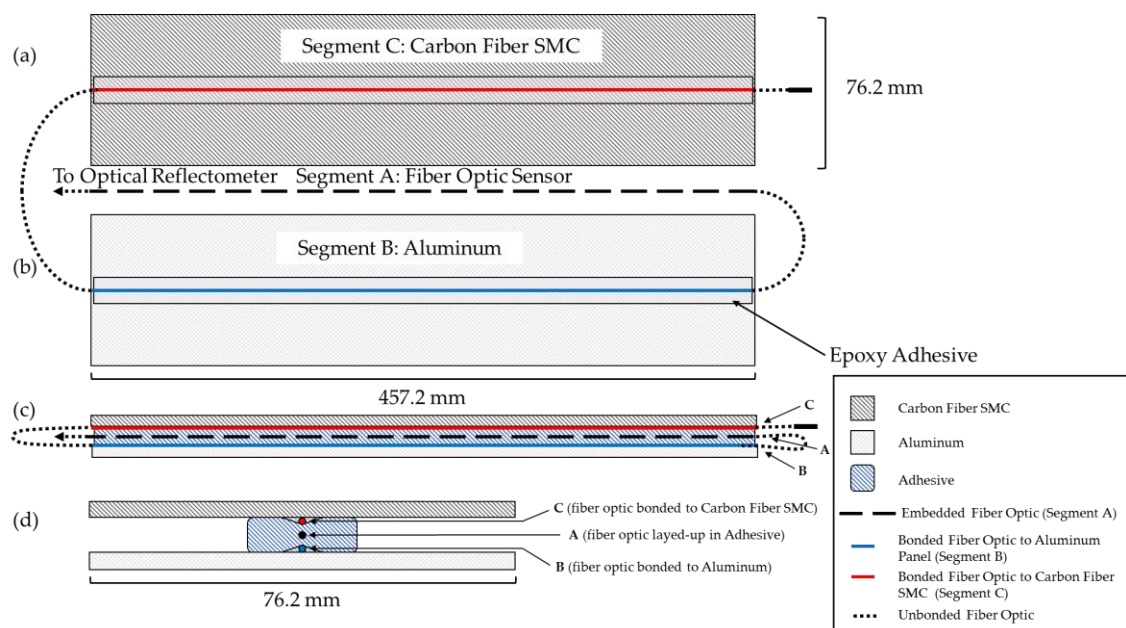 (a)
Segment C: Carbon Fiber SMC
76.2 mm
To Optical Reflectometer Segment A: Fiber Optic Sensor
(b)
Segment B: Aluminum
Epoxy Adhesive
457.2 mm
(c)
C
A
B
(d)
C (fiber optic bonded to Carbon Fiber SMC)
A (fiber optic layed-up in Adhesive)
B (fiber optic bonded to Aluminum)
76.2 mm
Carbon Fiber SMC
Aluminum
Adhesive
Embedded Fiber Optic (Segment A)
Bonded Fiber Optic to Aluminum
Panel (Segment B)
Bonded Fiber Optic to Carbon Fiber
SMC (Segment C)
Unbonded Fiber Optic